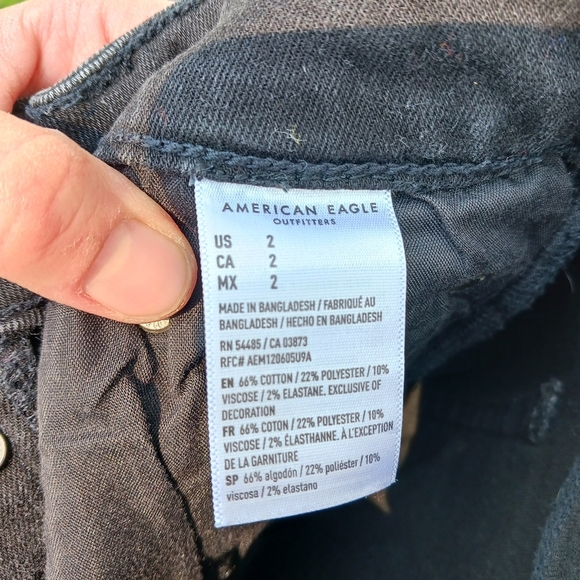 AMERICAN EAGLE
OUTFITTERS
US 2
CA 2
MX 2
MADE IN BANGLADESH / FABRIQUÉ AU
BANGLADESH / HECHO EN BANGLADESH
RN 54485 / CA 03873
RFC# AEM120605U9A
EN 66% COTTON / 22% POLYESTER / 10%
VISCOSE / 2% ELASTANE, EXCLUSIVE OF
DECORATION
FR 66% COTON / 22% POLYESTER / 10%
VISCOSE / 2% ÉLASTHANNE, À L'EXCEPTION
DE LA GARNITURE
SP 66% algodón / 22% poliéster / 10%
viscosa / 2% elastano